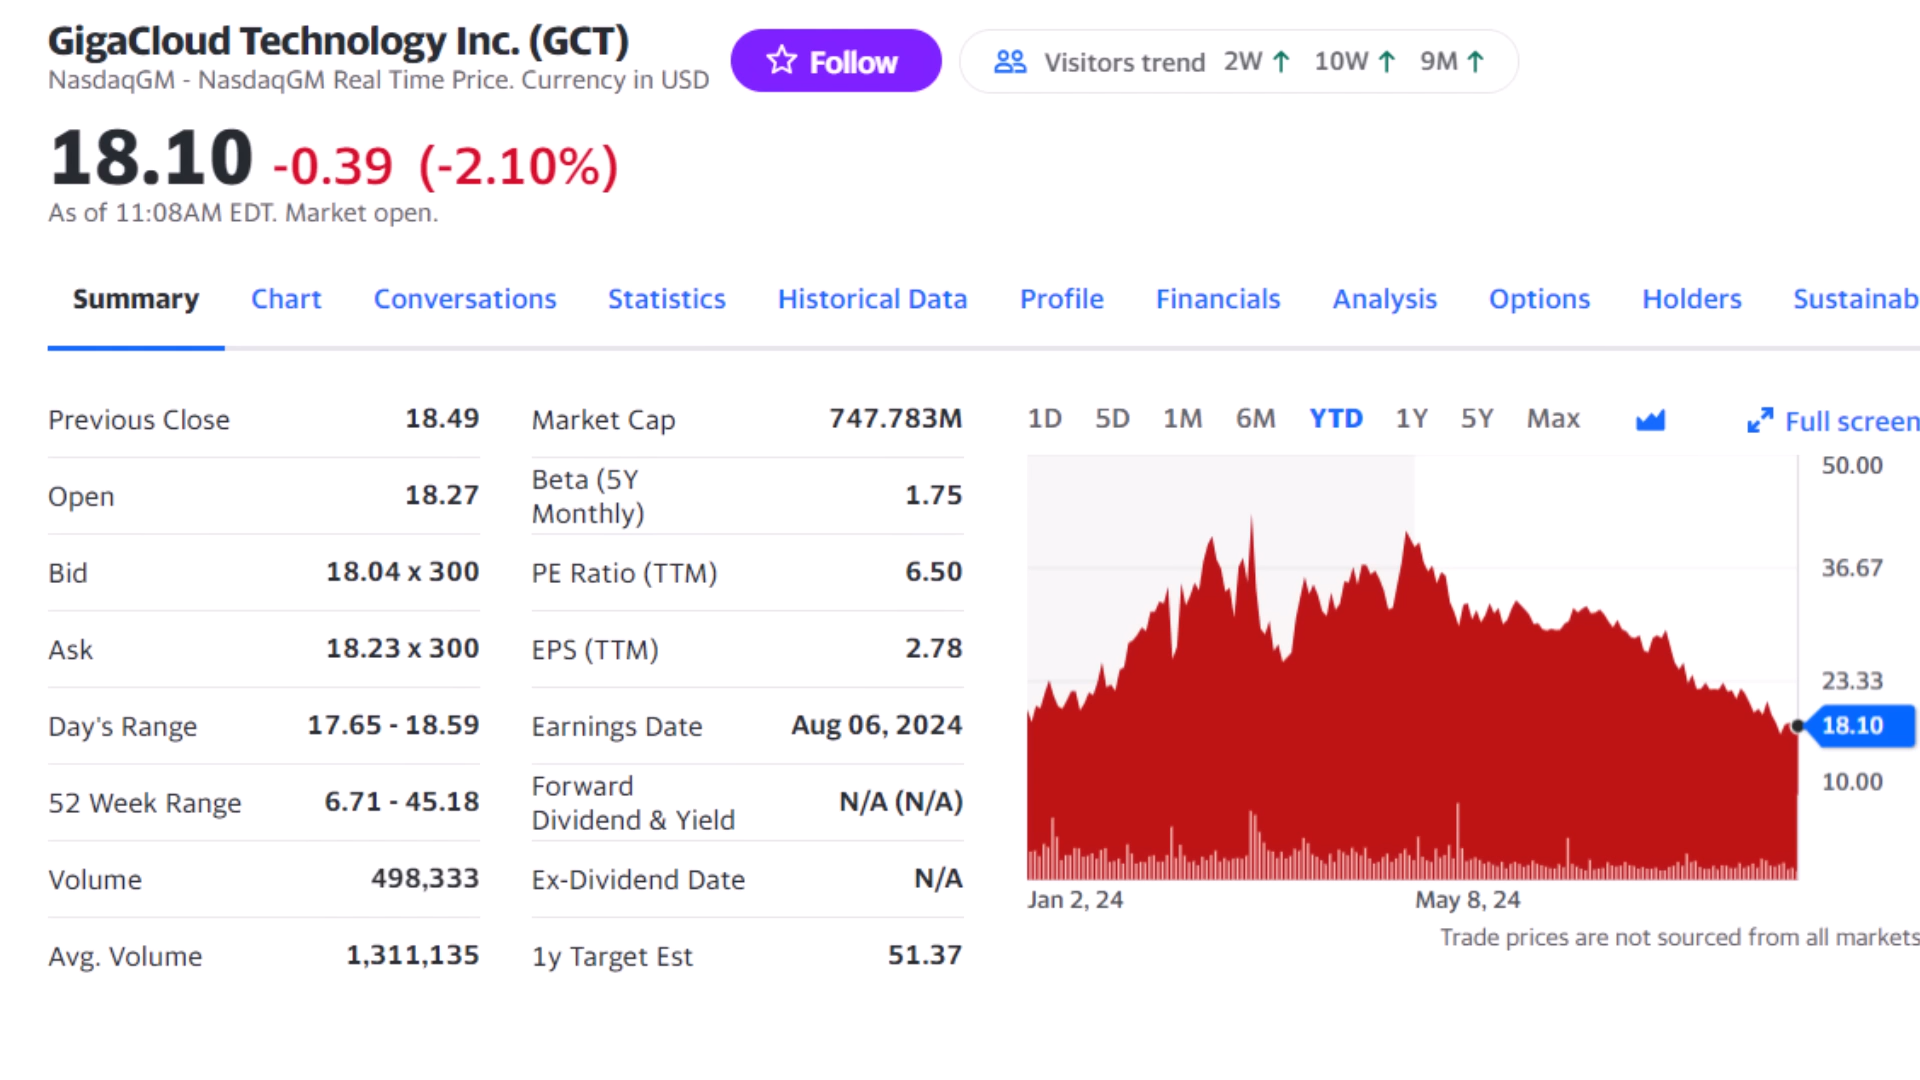 GigaCloud Technology Inc. (GCT)
NasdaqGM - NasdaqGM Real Time Price. Currency in USD
Follow
Visitors trend 2W ↑ 10W ↑ 9M ↑
18.10 -0.39 (-2.10%)
As of 11:08AM EDT. Market open.
Summary Chart Conversations Statistics Historical Data Profile Financials Analysis Options Holders Sustainab
Previous Close 18.49
Open 18.27
Bid 18.04 x 300
Ask 18.23 x 300
Day's Range 17.65 - 18.59
52 Week Range 6.71 - 45.18
Volume 498,333
Avg. Volume 1,311,135
Market Cap 747.783M
Beta (5Y
Monthly) 1.75
PE Ratio (TTM) 6.50
EPS (TTM) 2.78
Earnings Date Aug 06, 2024
Forward
Dividend & Yield N/A (N/A)
Ex-Dividend Date N/A
1y Target Est 51.37
1D 5D 1M 6M YTD 1Y 5Y Max Full screen
50.00
36.67
23.33
18.10
10.00
Jan 2, 24 May 8, 24
Trade prices are not sourced from all markets